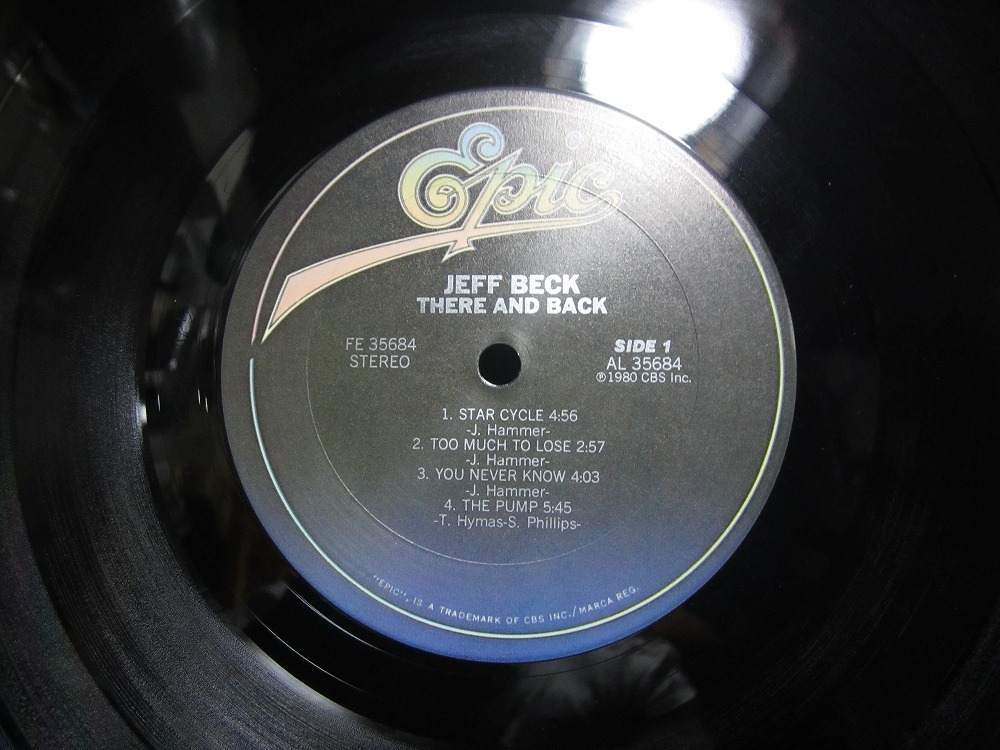 Epic
JEFF BECK
THERE AND BACK
FE 35684
STEREO
SIDE 1
AL 35684
℗1980 CBS Inc.
1. STAR CYCLE 4:56
-J. Hammer-
2. TOO MUCH TO LOSE 2:57
-J. Hammer-
3. YOU NEVER KNOW 4:03
-J. Hammer-
4. THE PUMP 5:45
-T. Hymas-S. Phillips-
"EPIC", IS A TRADEMARK OF CBS INC./MARCA REG.